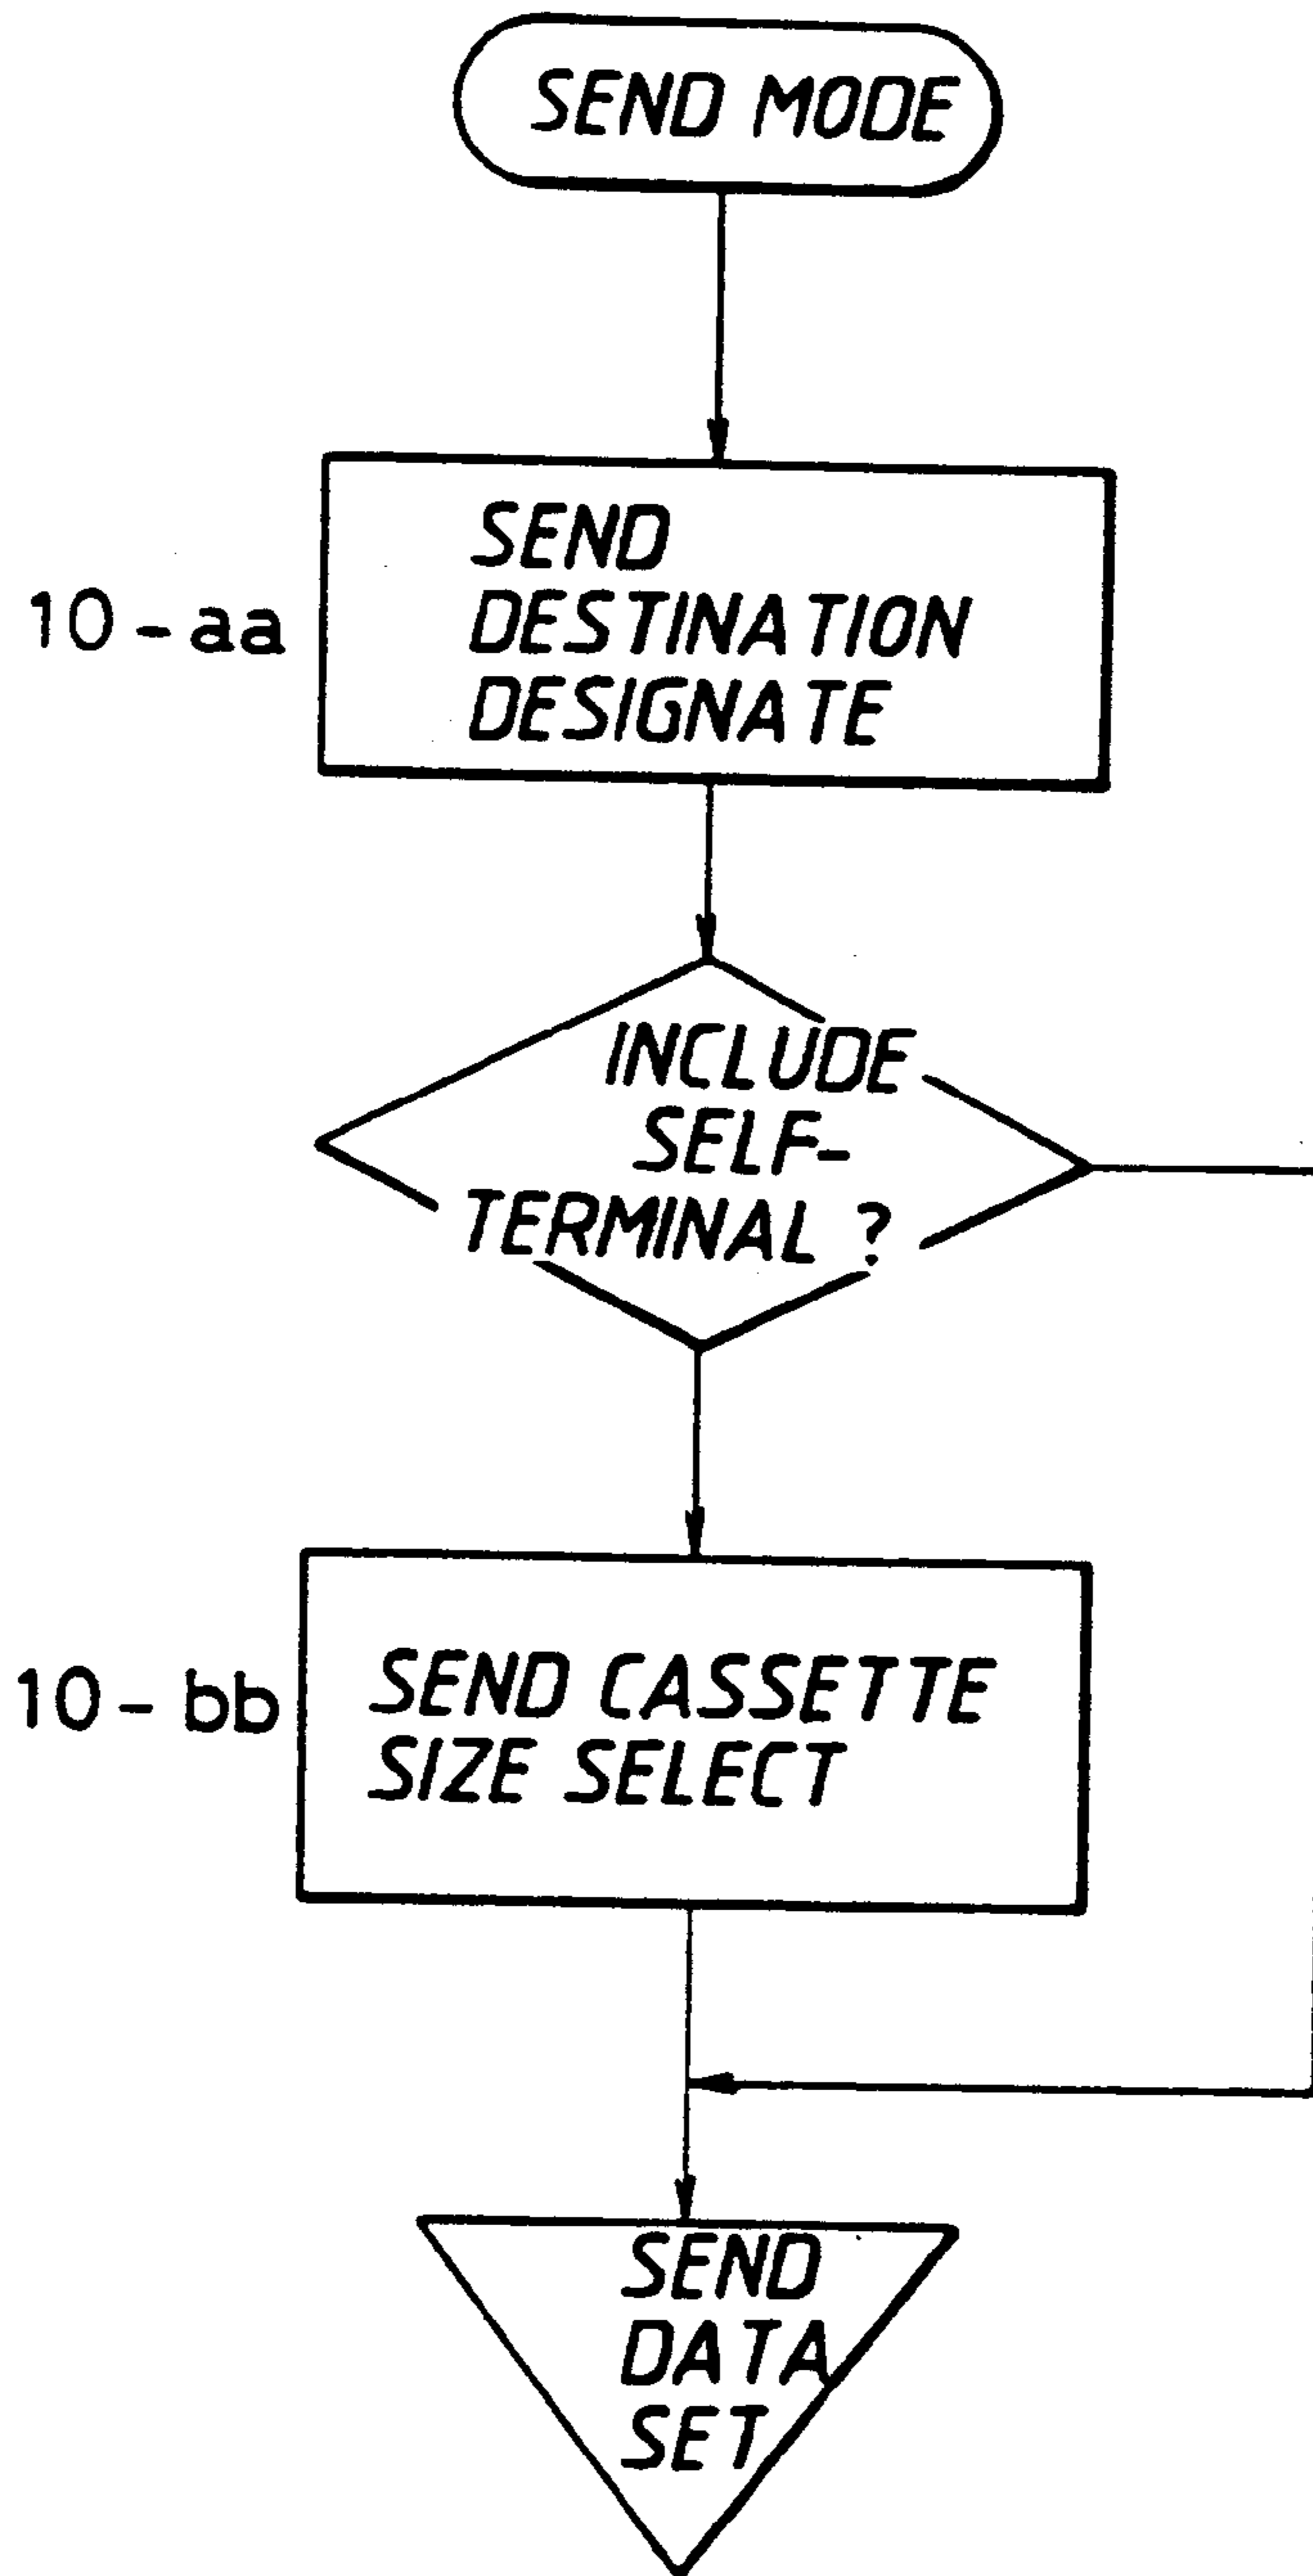 SEND MODE
10-aa
SEND
DESTINATION
DESIGNATE
INCLUDE
SELF-
TERMINAL ?
10-bb
SEND CASSETTE
SIZE SELECT
SEND
DATA
SET